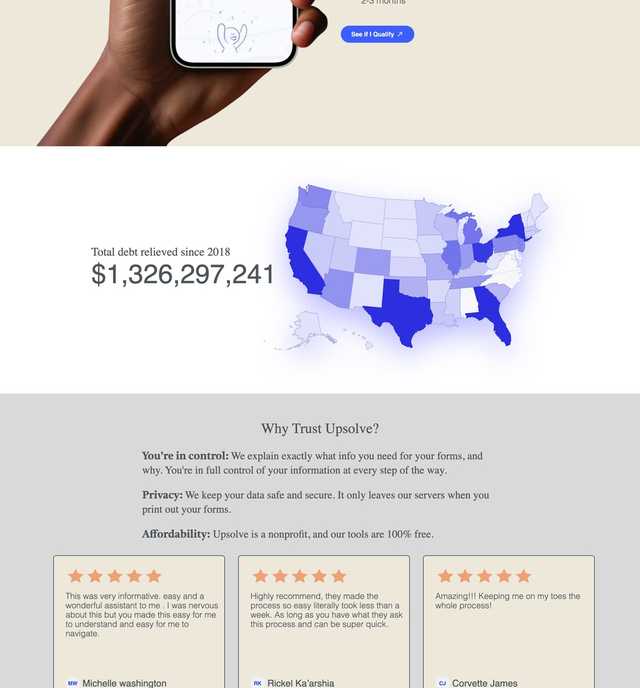 2-3 months
See if I Qualify ↗
Total debt relieved since 2018
$1,326,297,241
Why Trust Upsolve?
You're in control: We explain exactly what info you need for your forms, and
why. You're in full control of your information at every step of the way.
Privacy: We keep your data safe and secure. It only leaves our servers when you
print out your forms.
Affordability: Upsolve is a nonprofit, and our tools are 100% free.
This was very informative. easy and a
wonderful assistant to me . I was nervous
about this but you made this easy for me
to understand and easy for me to
navigate.
MW Michelle washington
Highly recommend, they made the
process so easy literally took less than a
week. As long as you have what they ask
this process and can be super quick.
RK Rickel Ka'arshia
Amazing!!! Keeping me on my toes the
whole process!
CJ Corvette James